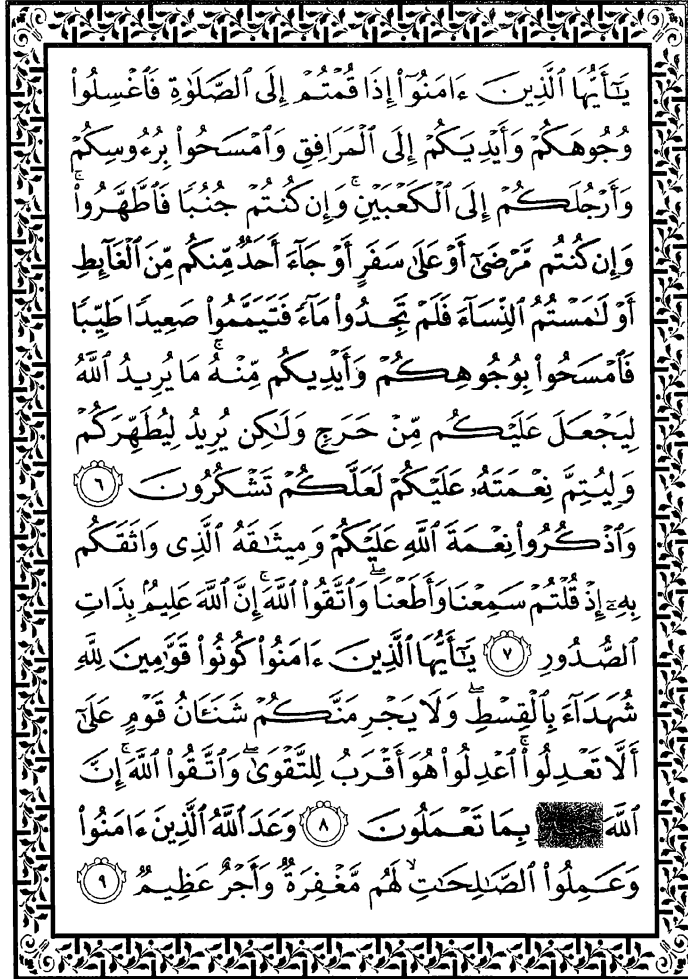 يَـٰٓأَيُّهَا ٱلَّذِينَ ءَامَنُوٓا۟ إِذَا قُمْتُمْ إِلَى ٱلصَّلَوٰةِ فَٱغْسِلُوا۟
وُجُوهَكُمْ وَأَيْدِيَكُمْ إِلَى ٱلْمَرَافِقِ وَٱمْسَحُوا۟ بِرُءُوسِكُمْ
وَأَرْجُلَكُمْ إِلَى ٱلْكَعْبَيْنِ ۚ وَإِن كُنتُمْ جُنُبًا فَٱطَّهَّرُوا۟ ۚ
وَإِن كُنتُم مَّرْضَىٰٓ أَوْ عَلَىٰ سَفَرٍ أَوْ جَآءَ أَحَدٌ مِّنكُم مِّنَ ٱلْغَآئِطِ
أَوْ لَـٰمَسْتُمُ ٱلنِّسَآءَ فَلَمْ تَجِدُوا۟ مَآءً فَتَيَمَّمُوا۟ صَعِيدًا طَيِّبًا
فَٱمْسَحُوا۟ بِوُجُوهِكُمْ وَأَيْدِيكُم مِّنْهُ ۚ مَا يُرِيدُ ٱللَّهُ
لِيَجْعَلَ عَلَيْكُم مِّنْ حَرَجٍ وَلَـٰكِن يُرِيدُ لِيُطَهِّرَكُمْ
وَلِيُتِمَّ نِعْمَتَهُۥ عَلَيْكُمْ لَعَلَّكُمْ تَشْكُرُونَ ٦
وَٱذْكُرُوا۟ نِعْمَةَ ٱللَّهِ عَلَيْكُمْ وَمِيثَـٰقَهُ ٱلَّذِى وَاثَقَكُم
بِهِۦٓ إِذْ قُلْتُمْ سَمِعْنَا وَأَطَعْنَا ۖ وَٱتَّقُوا۟ ٱللَّهَ ۚ إِنَّ ٱللَّهَ عَلِيمٌۢ بِذَاتِ
ٱلصُّدُورِ ٧ يَـٰٓأَيُّهَا ٱلَّذِينَ ءَامَنُوا۟ كُونُوا۟ قَوَّٰمِينَ لِلَّهِ
شُهَدَآءَ بِٱلْقِسْطِ ۖ وَلَا يَجْرِمَنَّكُمْ شَنَـَٔانُ قَوْمٍ عَلَىٰٓ
أَلَّا تَعْدِلُوا۟ ۚ ٱعْدِلُوا۟ هُوَ أَقْرَبُ لِلتَّقْوَىٰ ۖ وَٱتَّقُوا۟ ٱللَّهَ ۚ إِنَّ
ٱللَّهَ بِمَا تَعْمَلُونَ ٨ وَعَدَ ٱللَّهُ ٱلَّذِينَ ءَامَنُوا۟
وَعَمِلُوا۟ ٱلصَّـٰلِحَـٰتِ ۙ لَهُم مَّغْفِرَةٌ وَأَجْرٌ عَظِيمٌ ٩